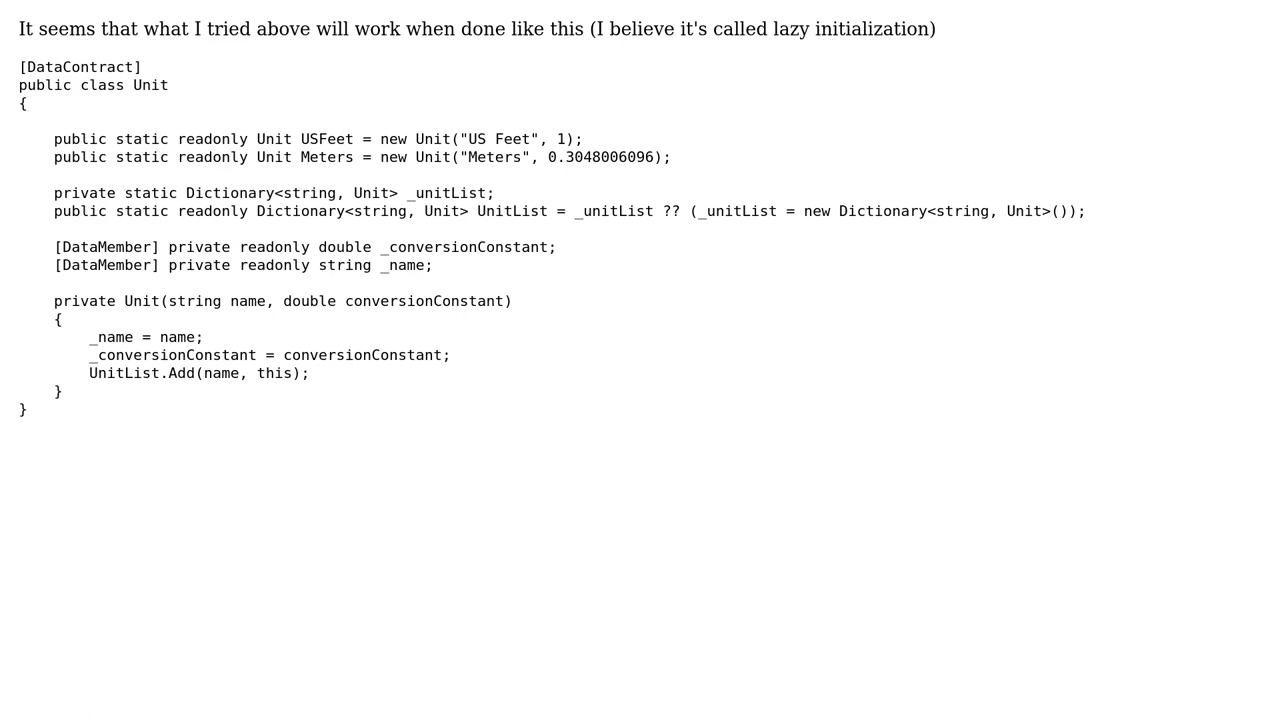 It seems that what I tried above will work when done like this (I believe it's called lazy initialization)
[DataContract]
public class Unit
{
    public static readonly Unit USFeet = new Unit("US Feet", 1);
    public static readonly Unit Meters = new Unit("Meters", 0.3048006096);
    private static Dictionary<string, Unit> _unitList;
    public static readonly Dictionary<string, Unit> UnitList = _unitList ?? (_unitList = new Dictionary<string, Unit>());
    [DataMember] private readonly double _conversionConstant;
    [DataMember] private readonly string _name;
    private Unit(string name, double conversionConstant)
    {
        _name = name;
        _conversionConstant = conversionConstant;
        UnitList.Add(name, this);
    }
}